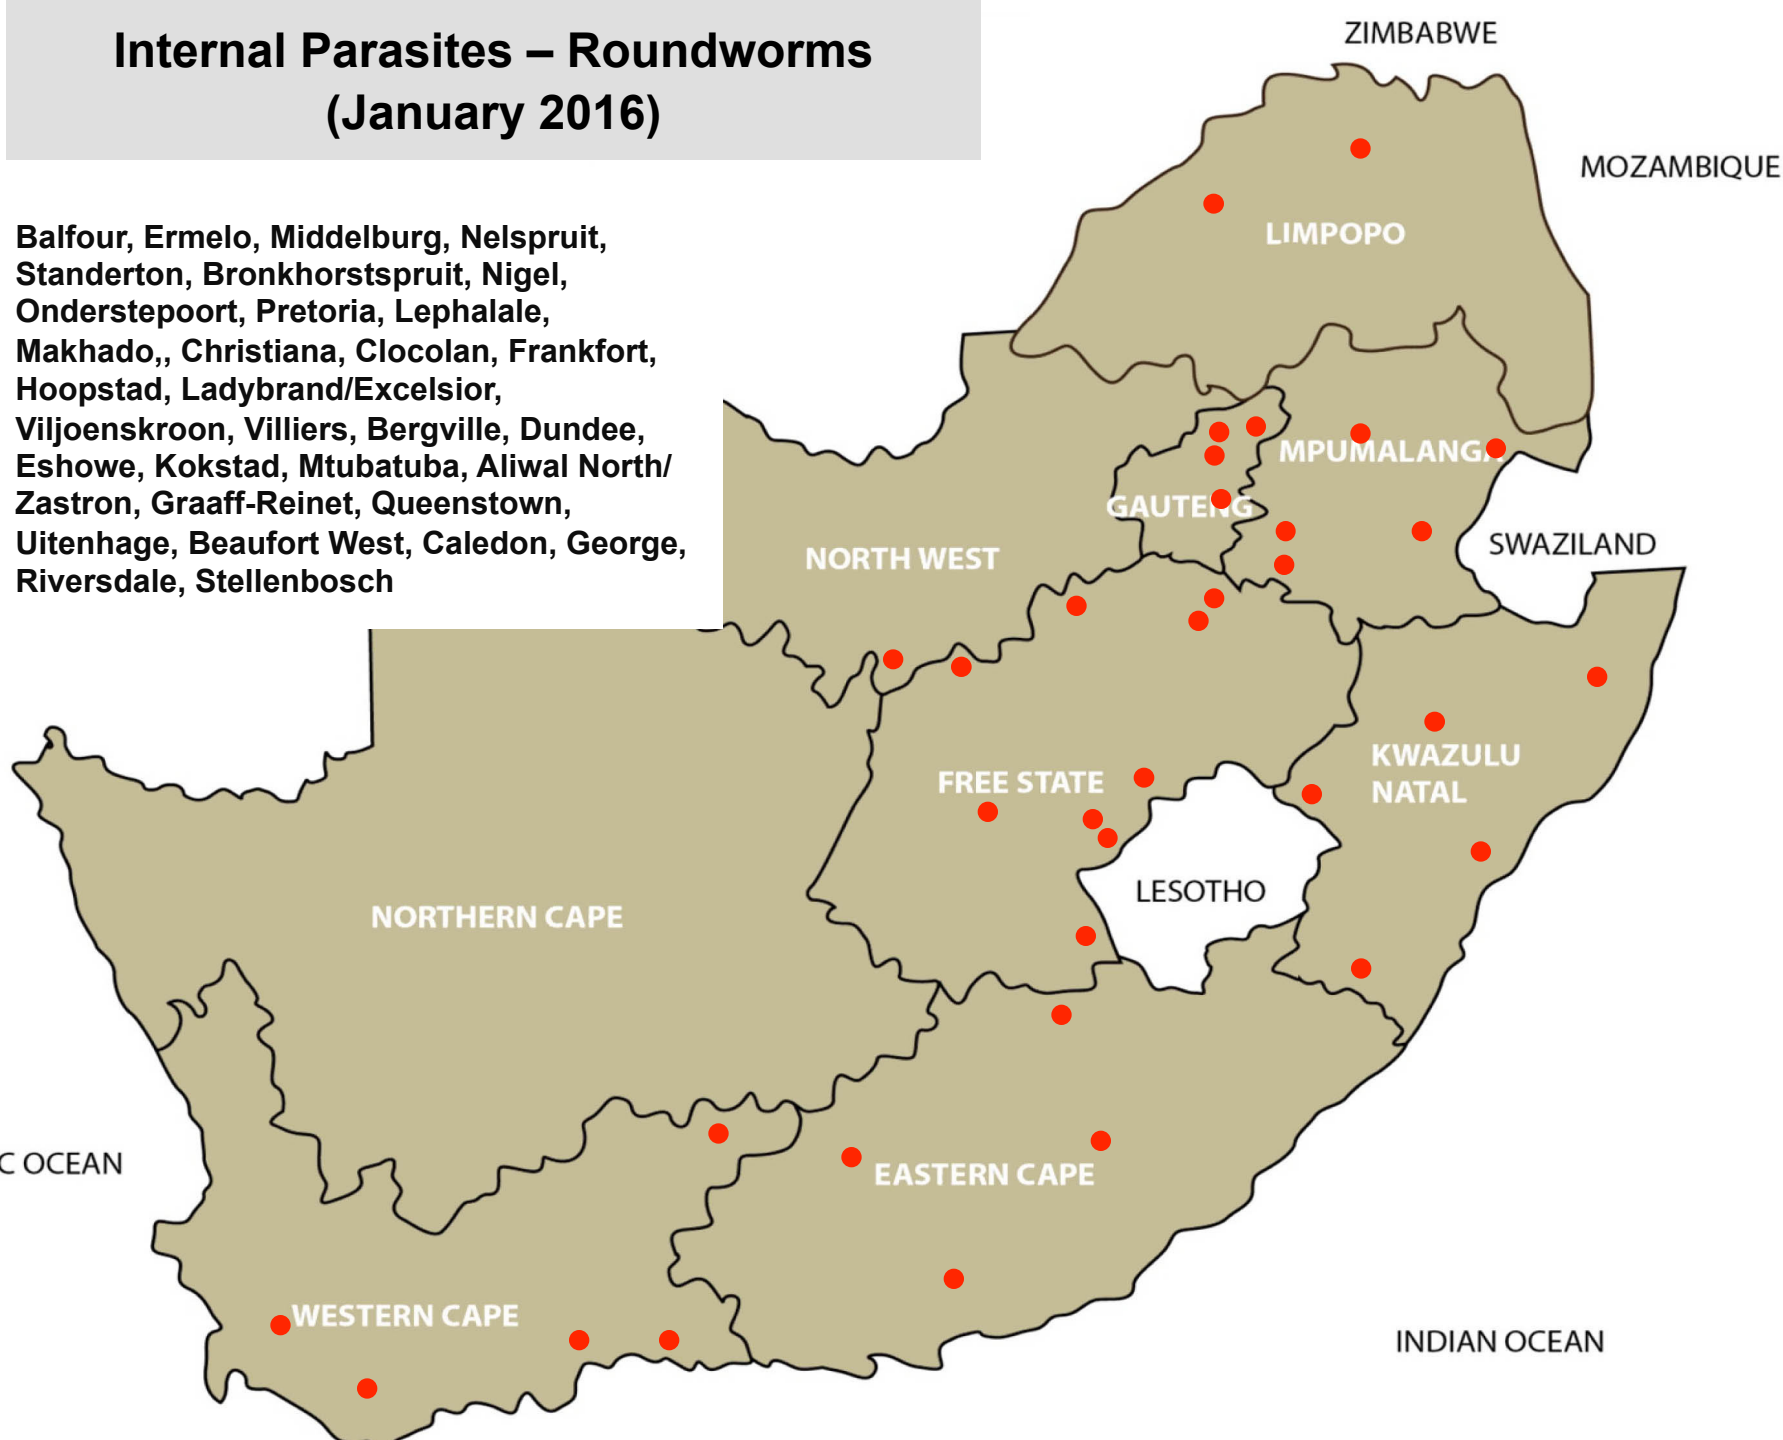 Internal Parasites – Roundworms
(January 2016)
Balfour, Ermelo, Middelburg, Nelspruit,
Standerton, Bronkhorstspruit, Nigel,
Onderstepoort, Pretoria, Lephalale,
Makhado,, Christiana, Clocolan, Frankfort,
Hoopstad, Ladybrand/Excelsior,
Viljoenskroon, Villiers, Bergville, Dundee,
Eshowe, Kokstad, Mtubatuba, Aliwal North/
Zastron, Graaff-Reinet, Queenstown,
Uitenhage, Beaufort West, Caledon, George,
Riversdale, Stellenbosch
ZIMBABWE
MOZAMBIQUE
LIMPOPO
MPUMALANGA
GAUTENG
NORTH WEST
SWAZILAND
KWAZULU
NATAL
FREE STATE
LESOTHO
NORTHERN CAPE
C OCEAN
EASTERN CAPE
WESTERN CAPE
INDIAN OCEAN